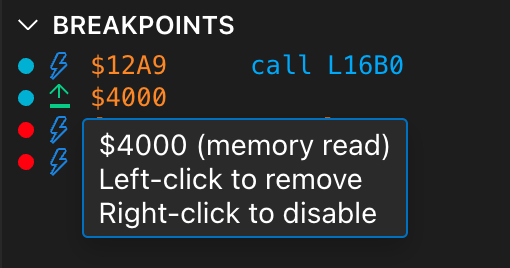 BREAKPOINTS
$12A9 call L16B0
$4000
$4000 (memory read)
Left-click to remove
Right-click to disable